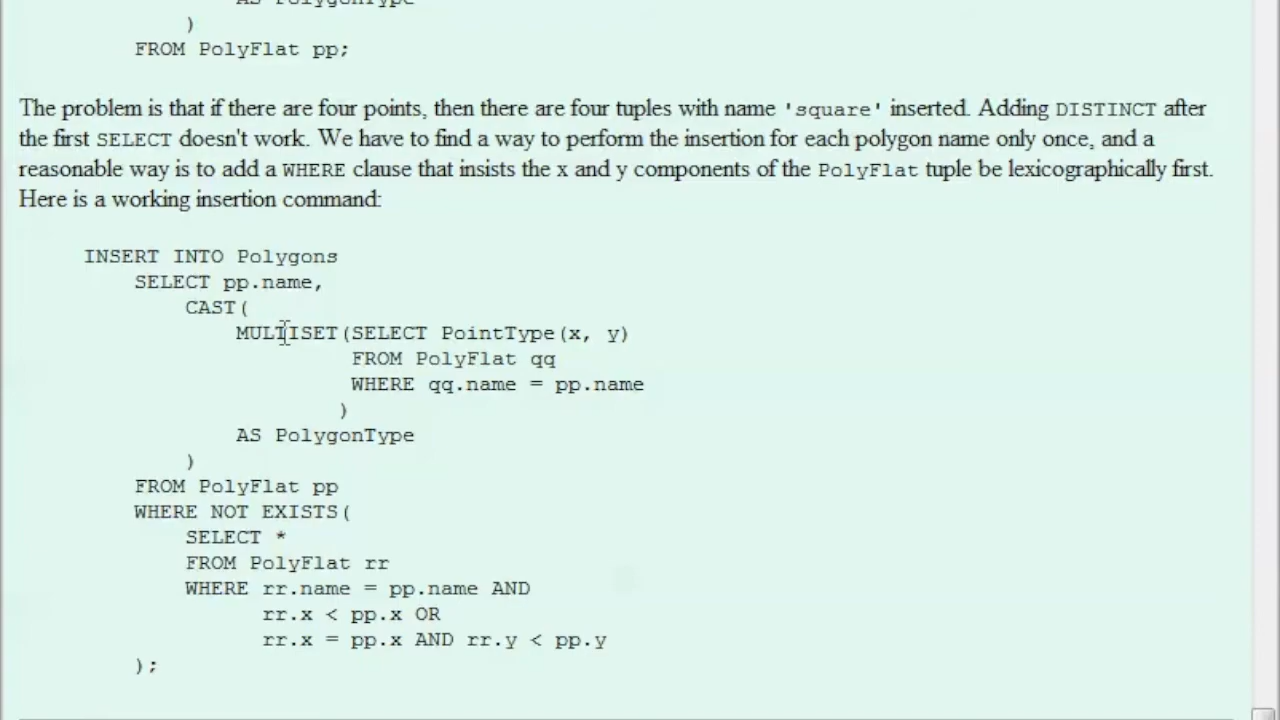 AS PolygonType
)
FROM PolyFlat pp;
The problem is that if there are four points, then there are four tuples with name 'square' inserted. Adding DISTINCT after
the first SELECT doesn't work. We have to find a way to perform the insertion for each polygon name only once, and a
reasonable way is to add a WHERE clause that insists the x and y components of the PolyFlat tuple be lexicographically first.
Here is a working insertion command:
INSERT INTO Polygons
SELECT pp.name,
CAST(
MULTISET(SELECT PointType(x, y)
FROM PolyFlat qq
WHERE qq.name = pp.name
)
AS PolygonType
)
FROM PolyFlat pp
WHERE NOT EXISTS(
SELECT *
FROM PolyFlat rr
WHERE rr.name = pp.name AND
rr.x < pp.x OR
rr.x = pp.x AND rr.y < pp.y
);